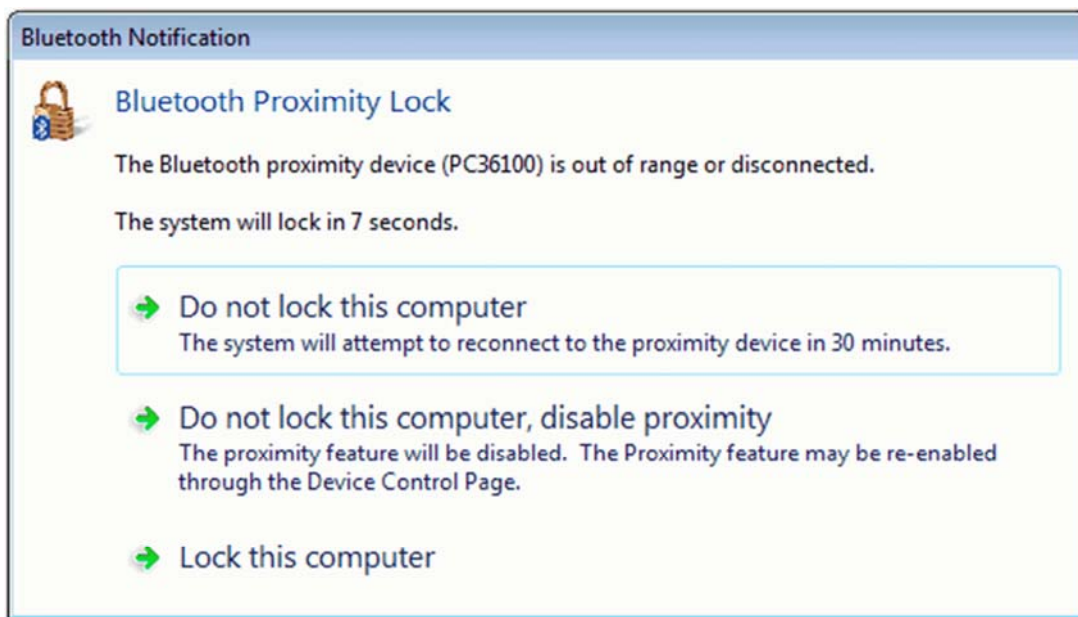 Bluetooth Notification
Bluetooth Proximity Lock
The Bluetooth proximity device (PC36100) is out of range or disconnected.
The system will lock in 7 seconds.
Do not lock this computer
The system will attempt to reconnect to the proximity device in 30 minutes.
Do not lock this computer, disable proximity
The proximity feature will be disabled.  The Proximity feature may be re-enabled
through the Device Control Page.
Lock this computer